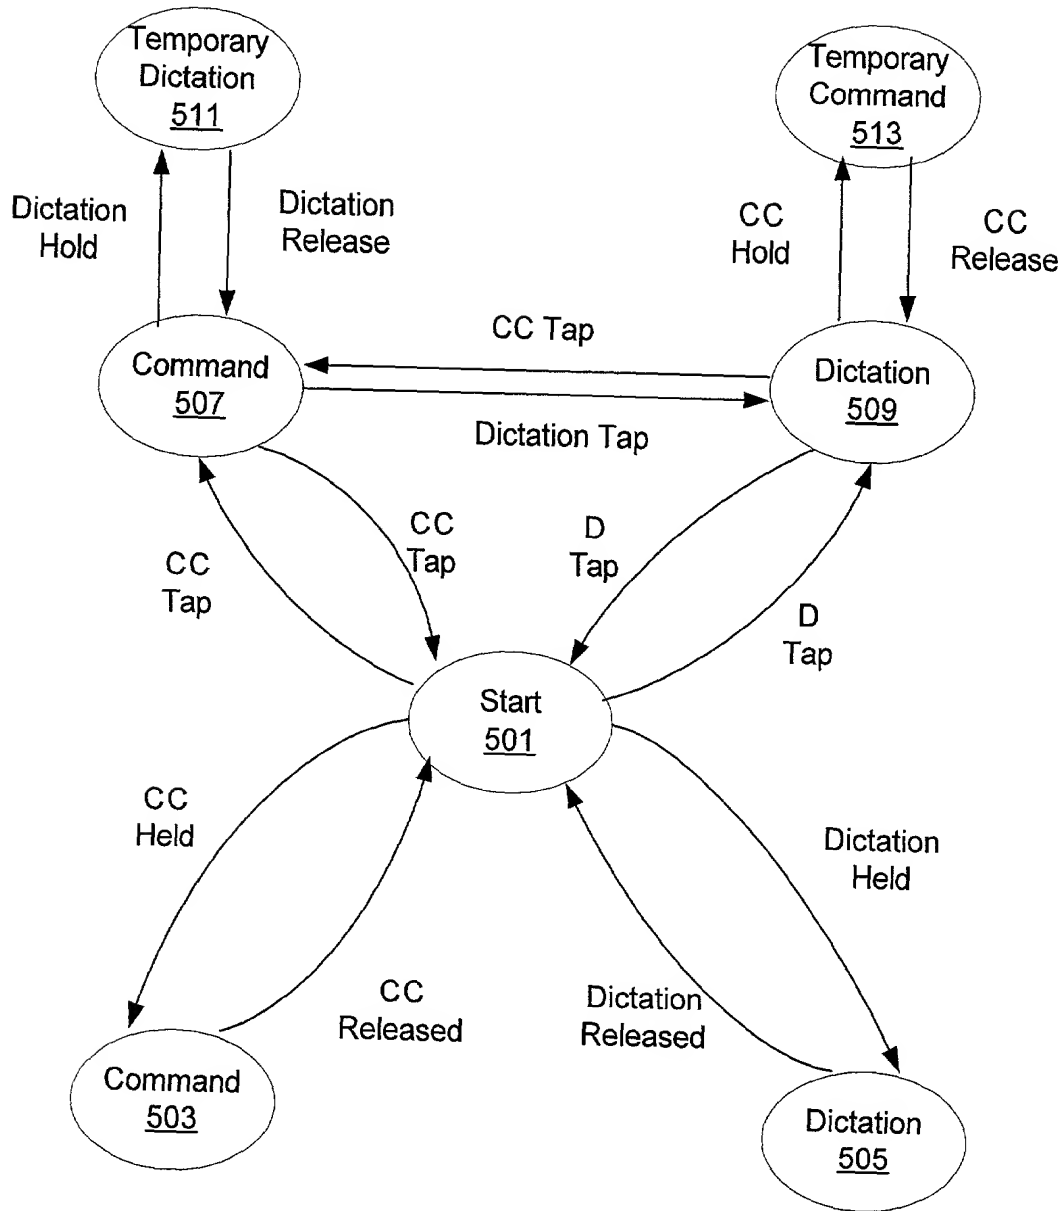 Temporary
Dictation
511
Temporary
Command
513
Dictation
Hold
Dictation
Release
CC
Hold
CC
Release
CC Tap
Command
507
Dictation
509
Dictation Tap
CC
Tap
CC
Tap
D
Tap
D
Tap
Start
501
CC
Held
Dictation
Held
CC
Released
Dictation
Released
Command
503
Dictation
505